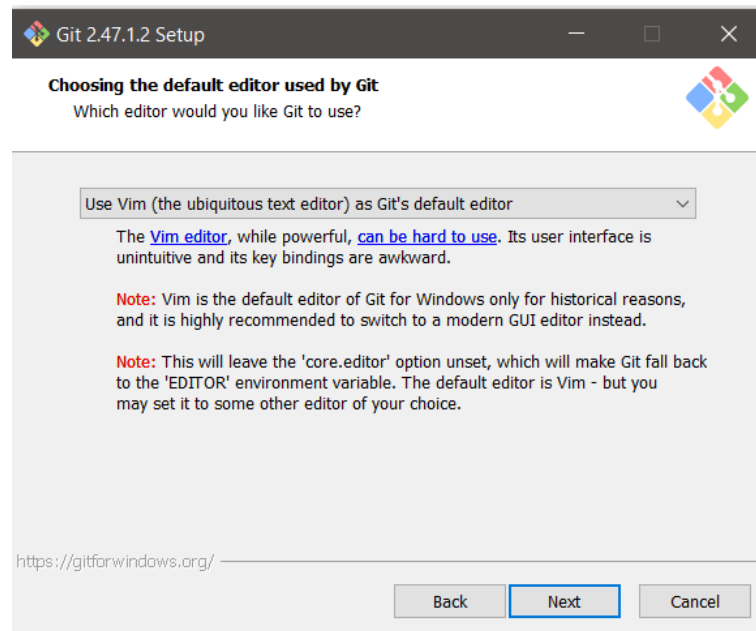 Git 2.47.1.2 Setup
Choosing the default editor used by Git
Which editor would you like Git to use?
Use Vim (the ubiquitous text editor) as Git's default editor
The Vim editor, while powerful, can be hard to use. Its user interface is
unintuitive and its key bindings are awkward.
Note: Vim is the default editor of Git for Windows only for historical reasons,
and it is highly recommended to switch to a modern GUI editor instead.
Note: This will leave the 'core.editor' option unset, which will make Git fall back
to the 'EDITOR' environment variable. The default editor is Vim - but you
may set it to some other editor of your choice.
https://gitforwindows.org/
Back Next Cancel